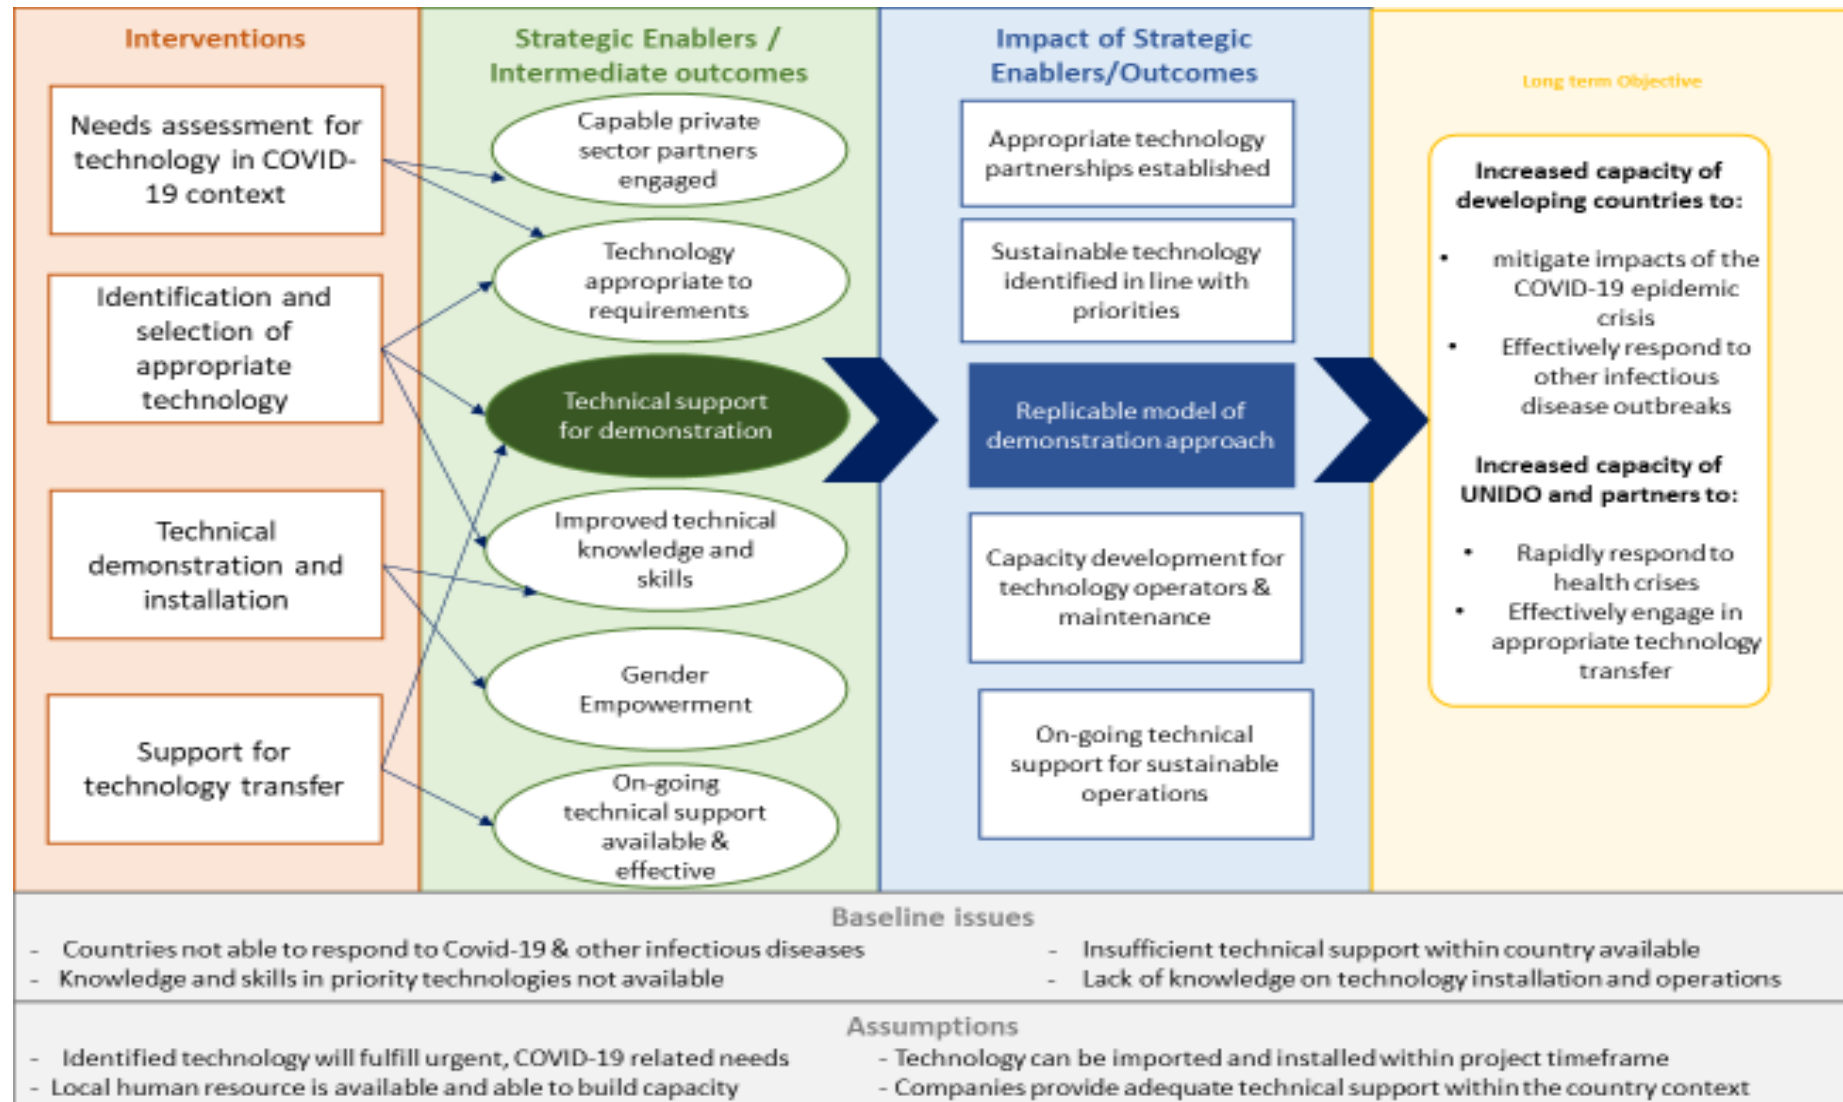 Interventions
Needs assessment for
technology in COVID-
19 context
Identification and
selection of
appropriate
technology
Technical
demonstration and
installation
Support for
technology transfer
Strategic Enablers /
Intermediate outcomes
Capable private
sector partners
engaged
Technology
appropriate to
requirements
Technical support
for demonstration
Improved technical
knowledge and
skills
Gender
Empowerment
On-going
technical support
available &
effective
Impact of Strategic
Enablers/Outcomes
Appropriate technology
partnerships established
Sustainable technology
identified in line with
priorities
Replicable model of
demonstration approach
Capacity development for
technology operators &
maintenance
On-going technical
support for sustainable
operations
Long term Objective
Increased capacity of
developing countries to:
• mitigate impacts of the
COVID-19 epidemic
crisis
• Effectively respond to
other infectious
disease outbreaks
Increased capacity of
UNIDO and partners to:
• Rapidly respond to
health crises
• Effectively engage in
appropriate technology
transfer
Baseline issues
- Countries not able to respond to Covid-19 & other infectious diseases
- Knowledge and skills in priority technologies not available
- Insufficient technical support within country available
- Lack of knowledge on technology installation and operations
Assumptions
- Identified technology will fulfill urgent, COVID-19 related needs
- Local human resource is available and able to build capacity
- Technology can be imported and installed within project timeframe
- Companies provide adequate technical support within the country context